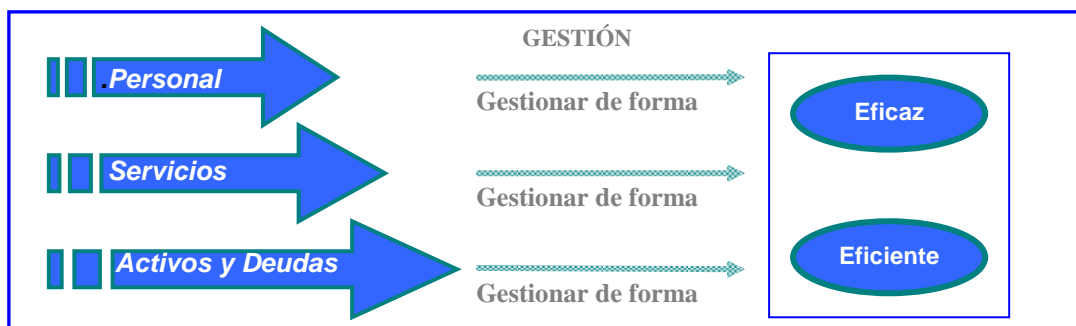 GESTIÓN
.Personal
Gestionar de forma
Eficaz
Servicios
Gestionar de forma
Activos y Deudas
Eficiente
Gestionar de forma